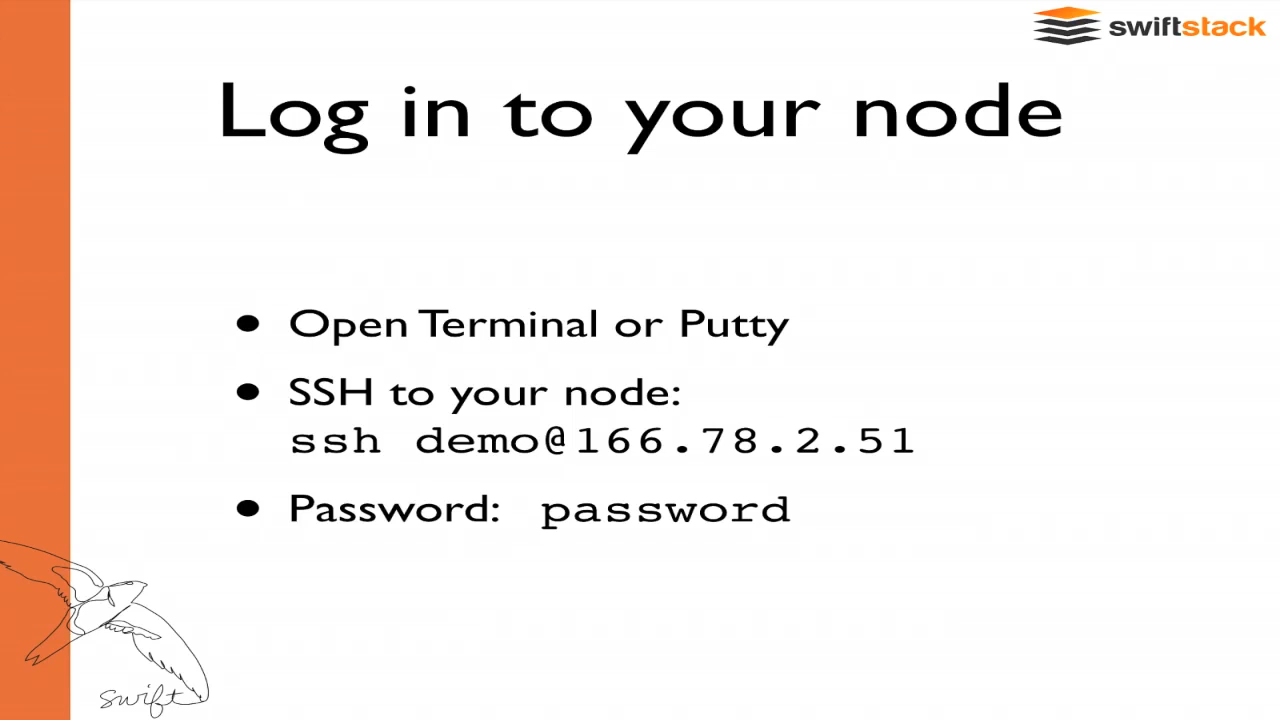 swiftstack
Log in to your node
• Open Terminal or Putty
• SSH to your node:
ssh demo@166.78.2.51
• Password: password
swift